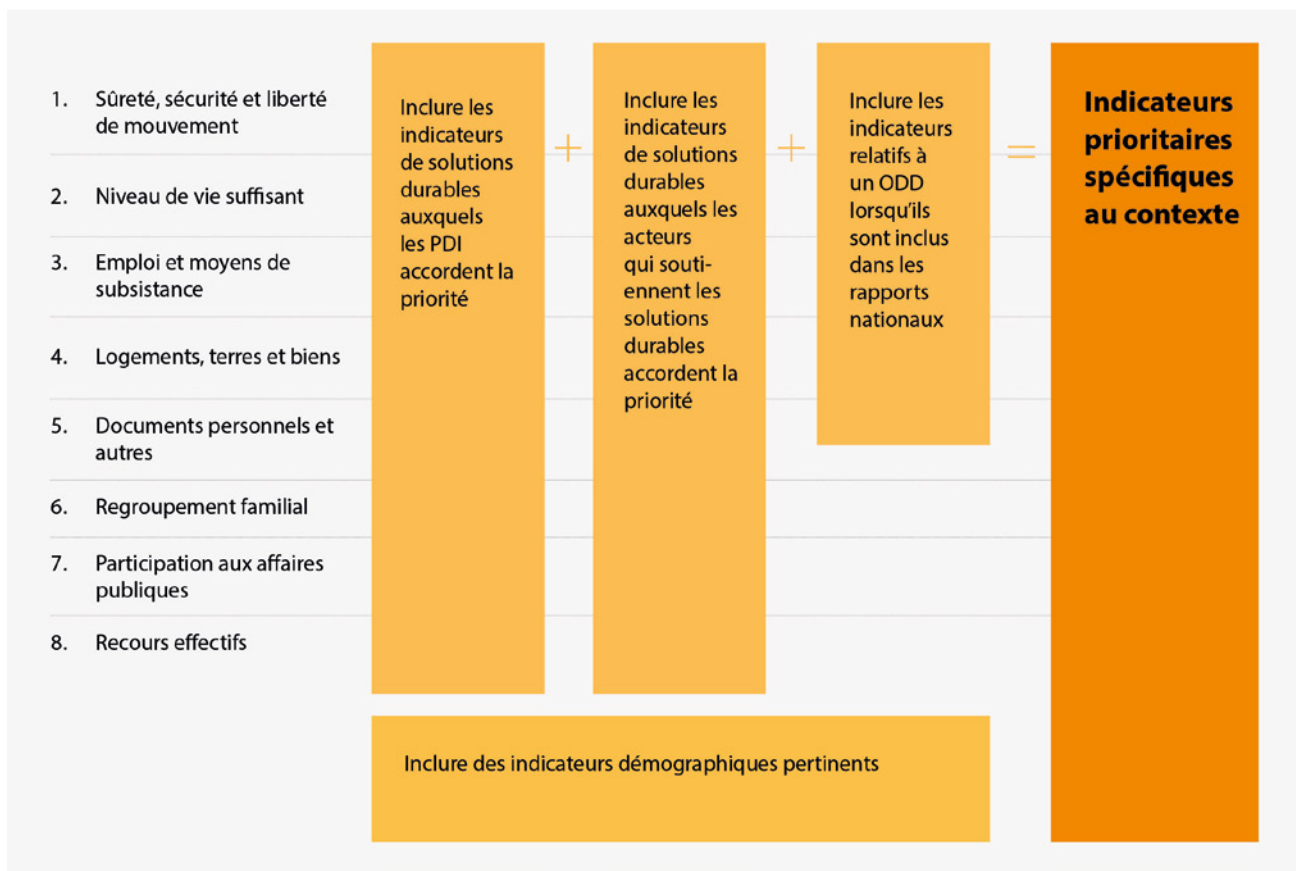 1. Sûreté, sécurité et liberté
de mouvement
2. Niveau de vie suffisant
3. Emploi et moyens de
subsistance
4. Logements, terres et biens
5. Documents personnels et
autres
6. Regroupement familial
7. Participation aux affaires
publiques
8. Recours effectifs
Inclure les
indicateurs
de solutions
durables
auxquels
les PDI
accordent la
priorité
+
Inclure les
indicateurs
de solutions
durables
auxquels les
acteurs
qui souti-
ennent les
solutions
durables
accordent la
priorité
+
Inclure les
indicateurs
relatifs à
un ODD
lorsqu'ils
sont inclus
dans les
rapports
nationaux
=
Indicateurs
prioritaires
spécifiques
au contexte
Inclure des indicateurs démographiques pertinents